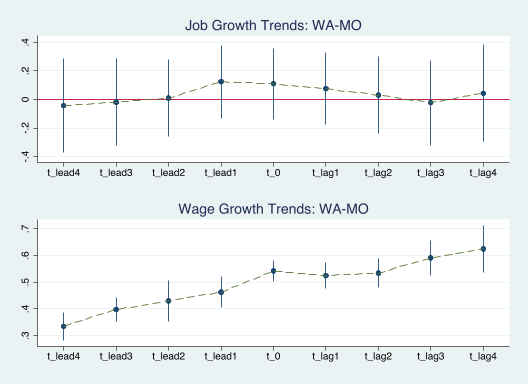 Job Growth Trends: WA-MO
.4
.2
0
-.2
-.4
t_lead4 t_lead3 t_lead2 t_lead1 t_0 t_lag1 t_lag2 t_lag3 t_lag4
Wage Growth Trends: WA-MO
.7
.6
.5
.4
.3
t_lead4 t_lead3 t_lead2 t_lead1 t_0 t_lag1 t_lag2 t_lag3 t_lag4